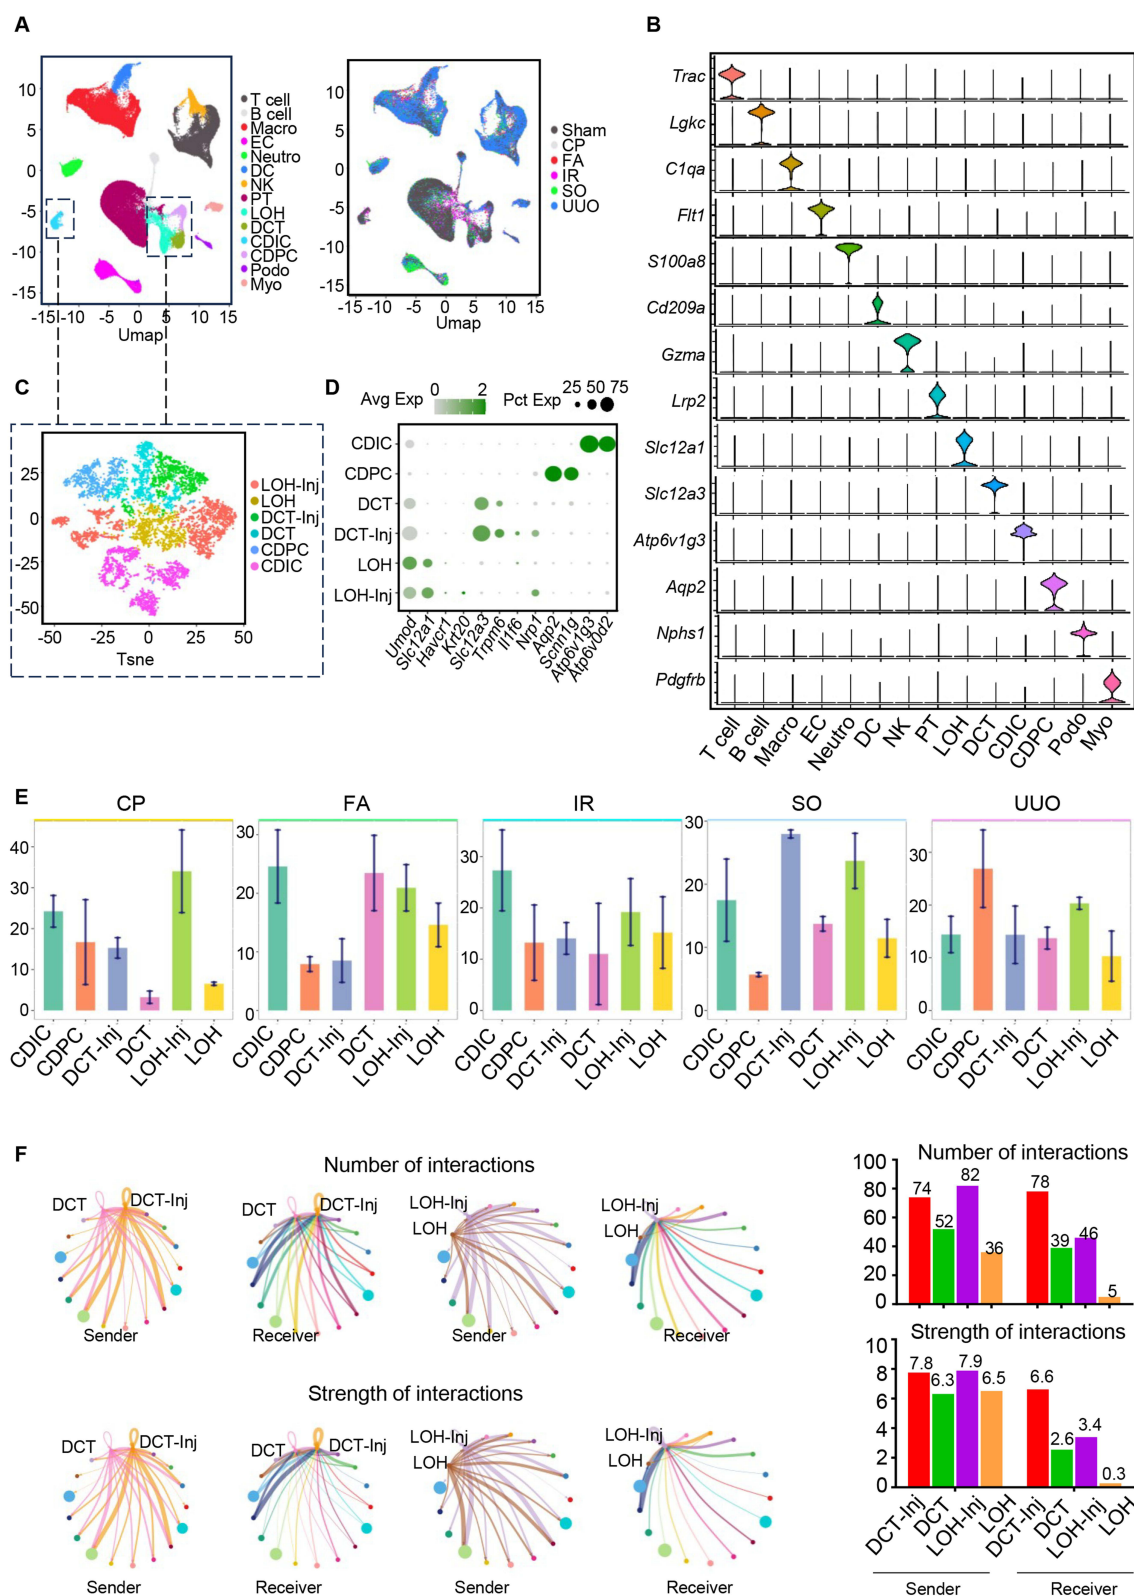 A
10
5
0
-5
-10
-15
-15 -10 -5 0 5 10 15
Umap
T cell
B cell
Macro
EC
Neutro
DC
NK
PT
LOH
DCT
CDIC
CDPC
Podo
Myo
10
5
0
-5
-10
-15
-15 -10 -5 0 5 10 15
Umap
Sham
CP
FA
IR
SO
UUO
B
Trac
Lgkc
C1qa
Flt1
S100a8
Cd209a
Gzma
Lrp2
Slc12a1
Slc12a3
Atp6v1g3
Aqp2
Nphs1
Pdgfrb
T cell
B cell
Macro
EC
Neutro
DC
NK
PT
LOH
DCT
CDIC
CDPC
Podo
Myo
C
25
0
-25
-50
-50 -25 0 25 50
Tsne
LOH-Inj
LOH
DCT-Inj
DCT
CDPC
CDIC
D
Avg Exp 0 2 Pct Exp 25 50 75
CDIC
CDPC
DCT
DCT-Inj
LOH
LOH-Inj
Umod
Slc12a1
Havcr1
Krt20
Slc12a3
Trpm6
Il1f6
Nrp1
Aqp2
Scnn1g
Atp6v1g3
Atp6v0d2
E
CP
40
30
20
10
0
CDIC
CDPC
DCT-Inj
DCT
LOH-Inj
LOH
FA
30
20
10
0
CDIC
CDPC
DCT-Inj
DCT
LOH-Inj
LOH
IR
30
20
10
0
CDIC
CDPC
DCT-Inj
DCT
LOH-Inj
LOH
SO
30
20
10
0
CDIC
CDPC
DCT-Inj
DCT
LOH-Inj
LOH
UUO
30
20
10
0
CDIC
CDPC
DCT-Inj
DCT
LOH-Inj
LOH
F
Number of interactions
DCT DCT-Inj
Sender
DCT DCT-Inj
Receiver
LOH-Inj
LOH
Sender
LOH-Inj
LOH
Receiver
Strength of interactions
DCT DCT-Inj
Sender
DCT DCT-Inj
Receiver
LOH-Inj
LOH
Sender
LOH-Inj
LOH
Receiver
Number of interactions
100
80
60
40
20
0
74 52 82 36 78 39 46 5
Strength of interactions
8
6
4
2
0
10
7.8 6.3 7.9 6.5 6.6 2.6 3.4 0.3
DCT-Inj
DCT
LOH-Inj
LOH
DCT-Inj
DCT
LOH-Inj
LOH
Sender Receiver